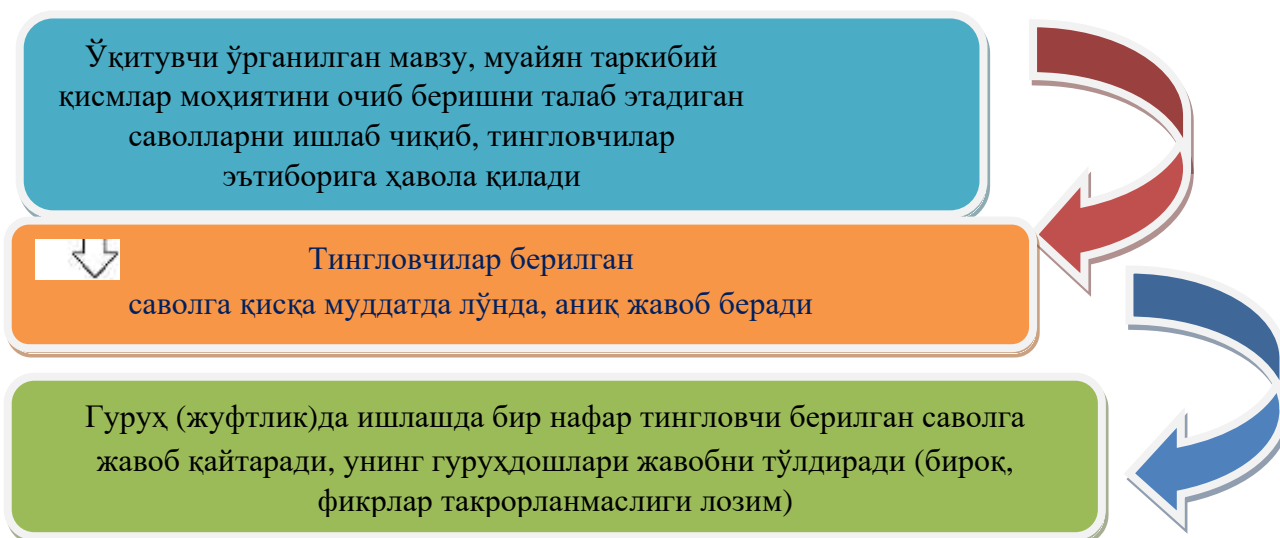 Ўқитувчи ўрганилган мавзу, муайян таркибий
қисмлар моҳиятини очиб беришни талаб этадиган
саволларни ишлаб чиқиб, тингловчилар
эътиборига ҳавола қилади
Тингловчилар берилган
саволга қисқа муддатда лўнда, аниқ жавоб беради
Гуруҳ (жуфтлик)да ишлашда бир нафар тингловчи берилган саволга
жавоб қайтаради, унинг гуруҳдошлари жавобни тўлдиради (бироқ,
фикрлар такрорланмаслиги лозим)